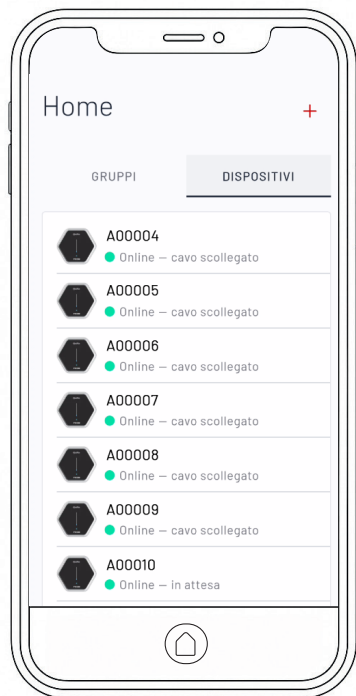 Home
+
GRUPPI
DISPOSITIVI
A00004
Online – cavo scollegato
A00005
Online – cavo scollegato
A00006
Online – cavo scollegato
A00007
Online – cavo scollegato
A00008
Online – cavo scollegato
A00009
Online – cavo scollegato
A00010
Online – in attesa